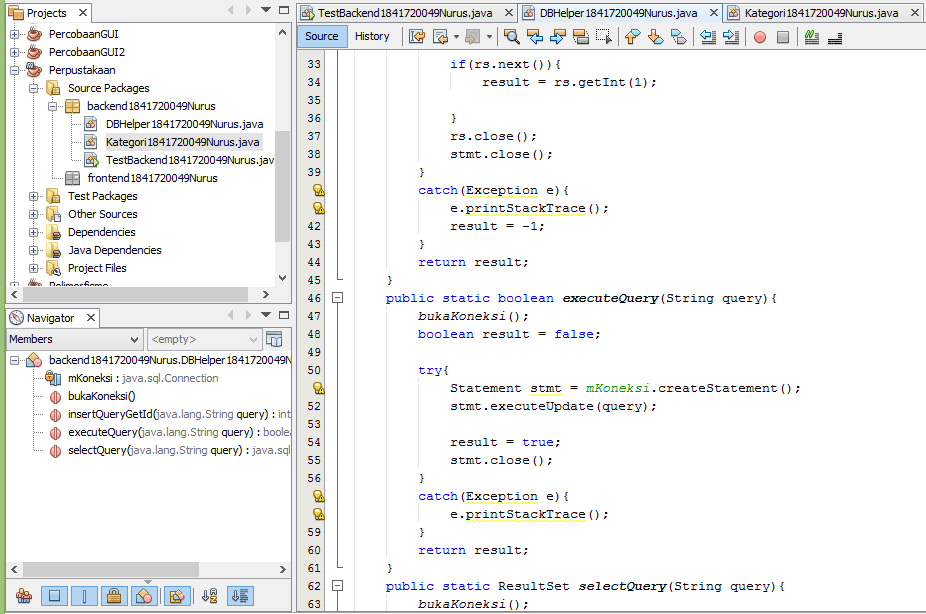 Projects
PercobaanGUI
PercobaanGUI2
Perpustakaan
Source Packages
backend1841720049Nurus
DBHelper1841720049Nurus.java
Kategori1841720049Nurus.java
TestBackend1841720049Nurus.jav
frontend1841720049Nurus
Test Packages
Other Sources
Dependencies
Java Dependencies
Project Files
Polimorfisme
Navigator
Members
<empty>
backend1841720049Nurus.DBHelper1841720049N
mKoneksi : java.sql.Connection
bukaKoneksi()
insertQueryGetId(java.lang.String query) : int
executeQuery(java.lang.String query) : boolea
selectQuery(java.lang.String query) : java.sql
TestBackend1841720049Nurus.java
DBHelper1841720049Nurus.java
Kategori1841720049Nurus.java
Source
History
33 if(rs.next()){
34 result = rs.getInt(1);
35
36 }
37 rs.close();
38 stmt.close();
39 }
catch(Exception e){
e.printStackTrace();
42 result = -1;
43 }
44 return result;
45 }
46 public static boolean executeQuery(String query){
47 bukaKoneksi();
48 boolean result = false;
49
50 try{
Statement stmt = mKoneksi.createStatement();
52 stmt.executeUpdate(query);
53
54 result = true;
55 stmt.close();
56 }
catch(Exception e){
e.printStackTrace();
59 }
60 return result;
61 }
62 public static ResultSet selectQuery(String query){
63 bukaKoneksi();